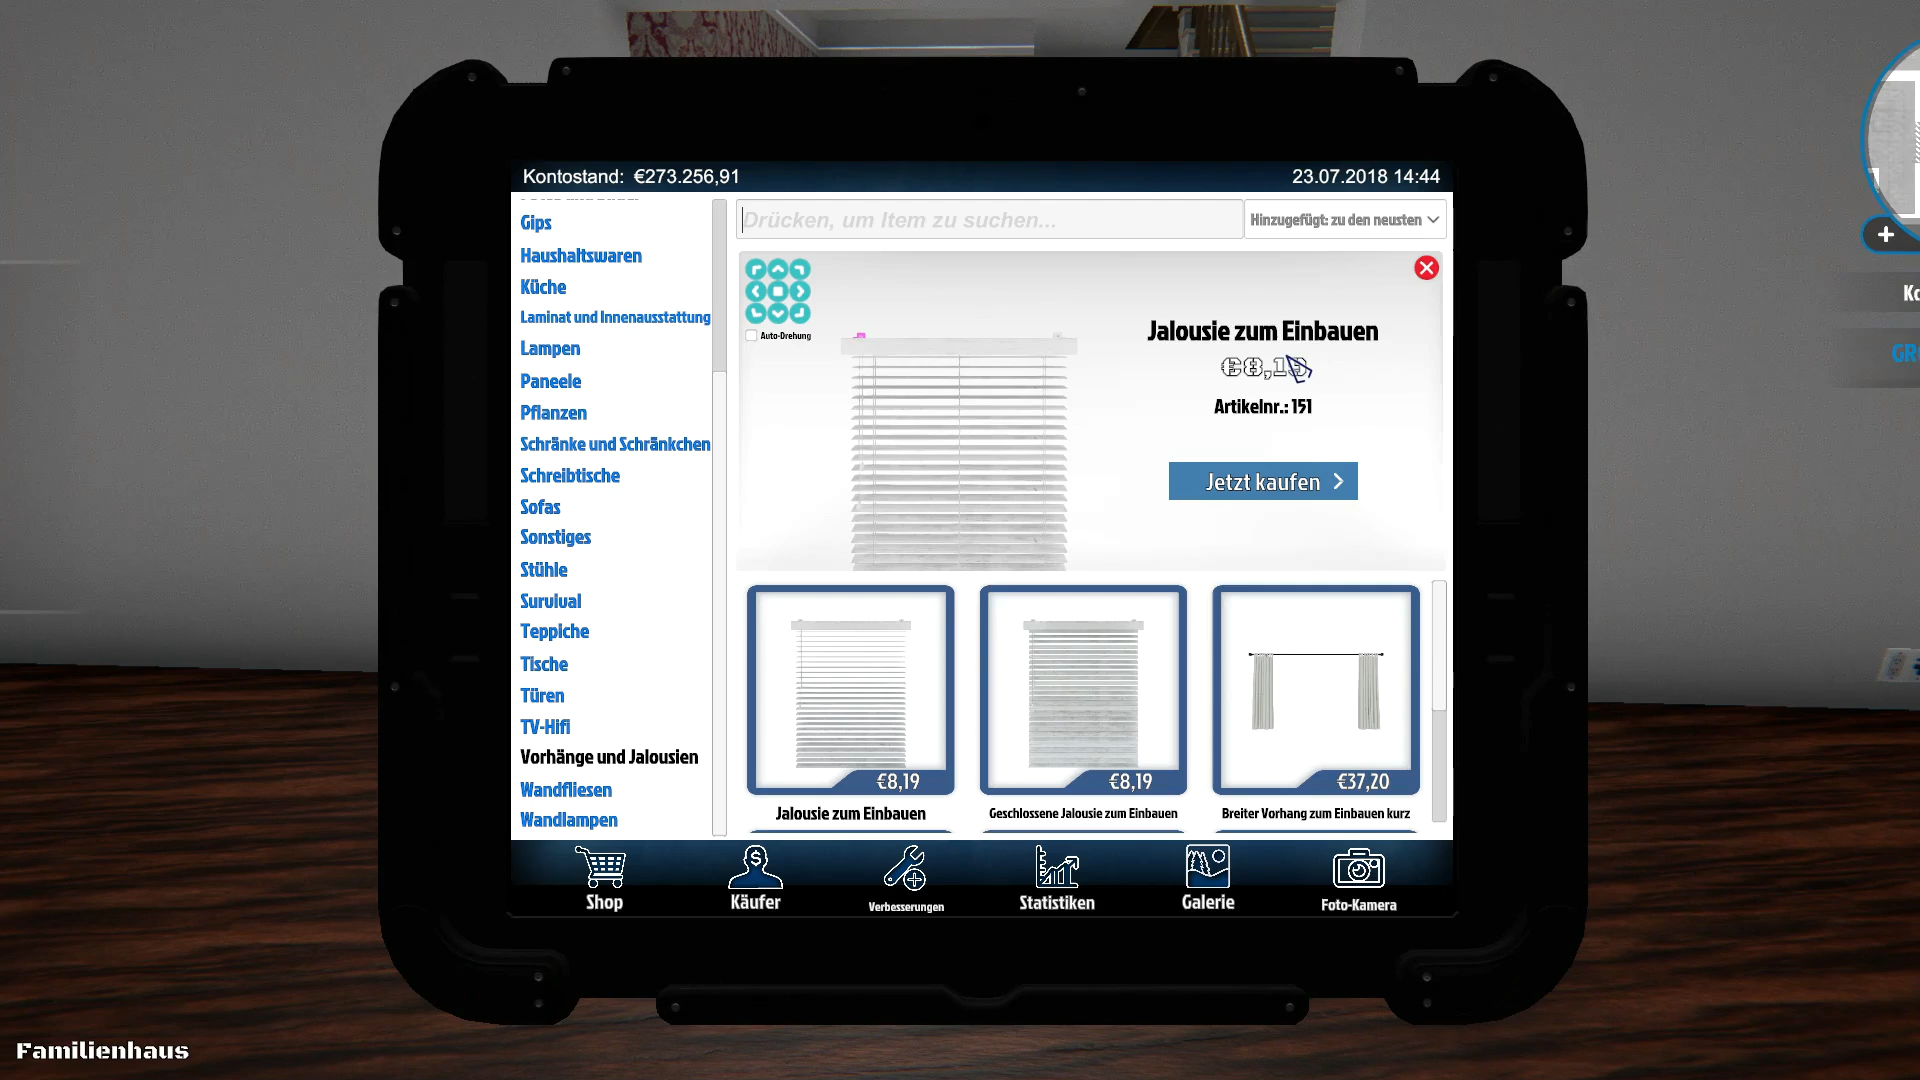 Kontostand: €273.256,91
23.07.2018 14:44
Gips
Haushaltswaren
Küche
Laminat und Innenausstattung
Lampen
Paneele
Pflanzen
Schränke und Schränkchen
Schreibtische
Sofas
Sonstiges
Stühle
Survival
Teppiche
Tische
Türen
TV-Hifi
Vorhänge und Jalousien
Wandfliesen
Wandlampen
Drücken, um Item zu suchen...
Hinzugefügt: zu den neusten
Auto-Drehung
Jalousie zum Einbauen
€8,19
Artikelnr.: 151
Jetzt kaufen
€8,19
€8,19
€37,20
Jalousie zum Einbauen
Geschlossene Jalousie zum Einbauen
Breiter Vorhang zum Einbauen kurz
Shop
Käufer
Verbesserungen
Statistiken
Galerie
Foto-Kamera
Familienhaus